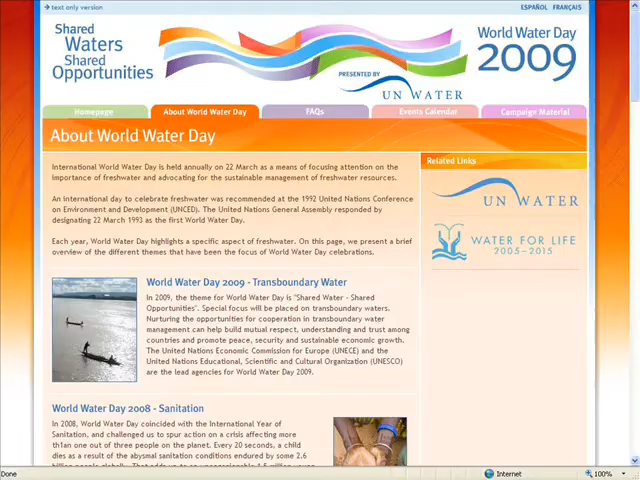 text only version
ESPAÑOL FRANÇAIS
Shared
Waters
Shared
Opportunities
World Water Day
2009
PRESENTED BY
UN WATER
Homepage
About World Water Day
FAQs
Events Calendar
Campaign Material
About World Water Day
Related Links
International World Water Day is held annually on 22 March as a means of focusing attention on the
importance of freshwater and advocating for the sustainable management of freshwater resources.
An international day to celebrate freshwater was recommended at the 1992 United Nations Conference
on Environment and Development (UNCED). The United Nations General Assembly responded by
designating 22 March 1993 as the first World Water Day.
Each year, World Water Day highlights a specific aspect of freshwater. On this page, we present a brief
overview of the different themes that have been the focus of World Water Day celebrations.
UN WATER
WATER FOR LIFE
2005-2015
World Water Day 2009 - Transboundary Water
In 2009, the theme for World Water Day is "Shared Water - Shared
Opportunities". Special focus will be placed on transboundary waters.
Nurturing the opportunities for cooperation in transboundary water
management can help build mutual respect, understanding and trust among
countries and promote peace, security and sustainable economic growth.
The United Nations Economic Commission for Europe (UNECE) and the
United Nations Educational, Scientific and Cultural Organization (UNESCO)
are the lead agencies for World Water Day 2009.
World Water Day 2008 - Sanitation
In 2008, World Water Day coincided with the International Year of
Sanitation, and challenged us to spur action on a crisis affecting more
th1an one out of three people on the planet. Every 20 seconds, a child
dies as a result of the abysmal sanitation conditions endured by some 2.6
Done
Internet
100%